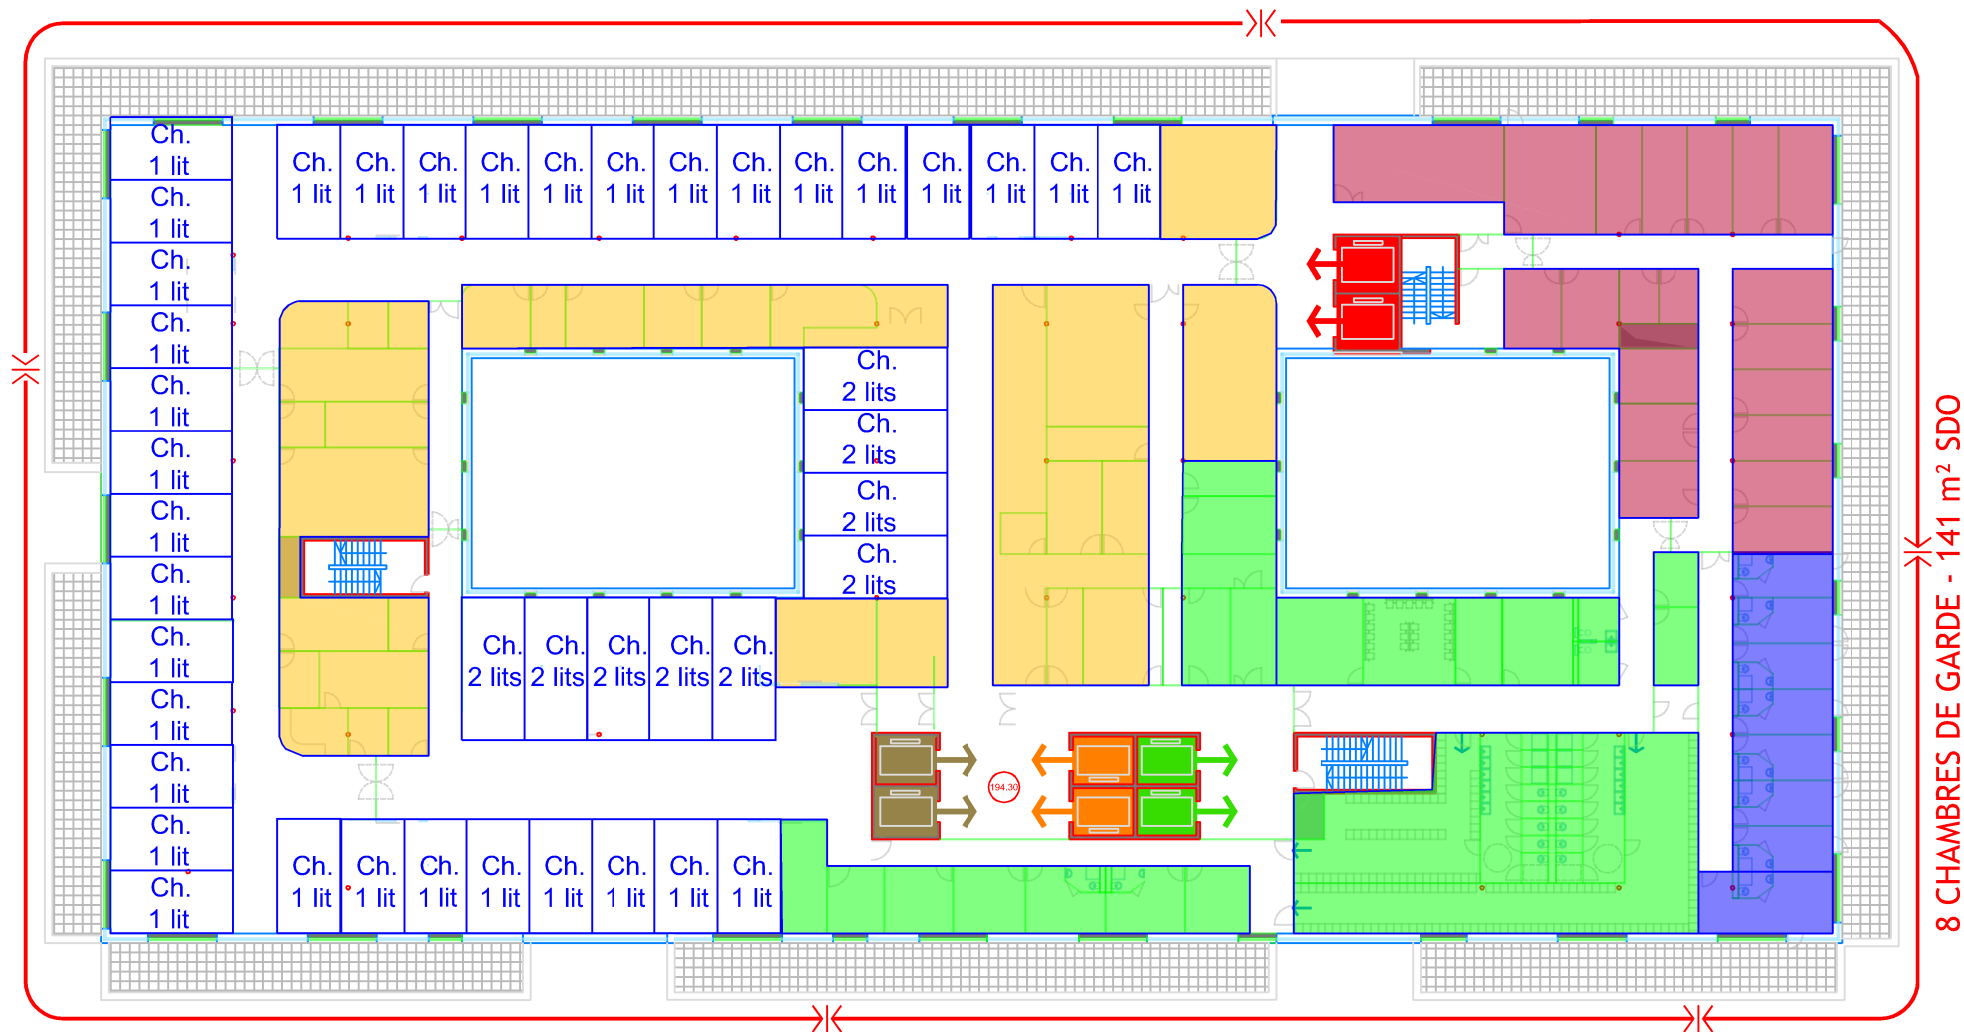 Ch.
1 lit
Ch.
1 lit
Ch.
1 lit
Ch.
1 lit
Ch.
1 lit
Ch.
1 lit
Ch.
1 lit
Ch.
1 lit
Ch.
1 lit
Ch.
1 lit
Ch.
1 lit
Ch.
1 lit
Ch.
1 lit
Ch. Ch. Ch. Ch. Ch. Ch. Ch. Ch. Ch. Ch. Ch. Ch. Ch. Ch.
1 lit 1 lit 1 lit 1 lit 1 lit 1 lit 1 lit 1 lit 1 lit 1 lit 1 lit 1 lit 1 lit 1 lit
Ch.
2 lits
Ch.
2 lits
Ch.
2 lits
Ch.
2 lits
Ch. Ch. Ch. Ch. Ch.
2 lits 2 lits 2 lits 2 lits 2 lits
194.30
Ch. Ch. Ch. Ch. Ch. Ch. Ch. Ch.
1 lit 1 lit 1 lit 1 lit 1 lit 1 lit 1 lit 1 lit
8 CHAMBRES DE GARDE - 141 m² SDO